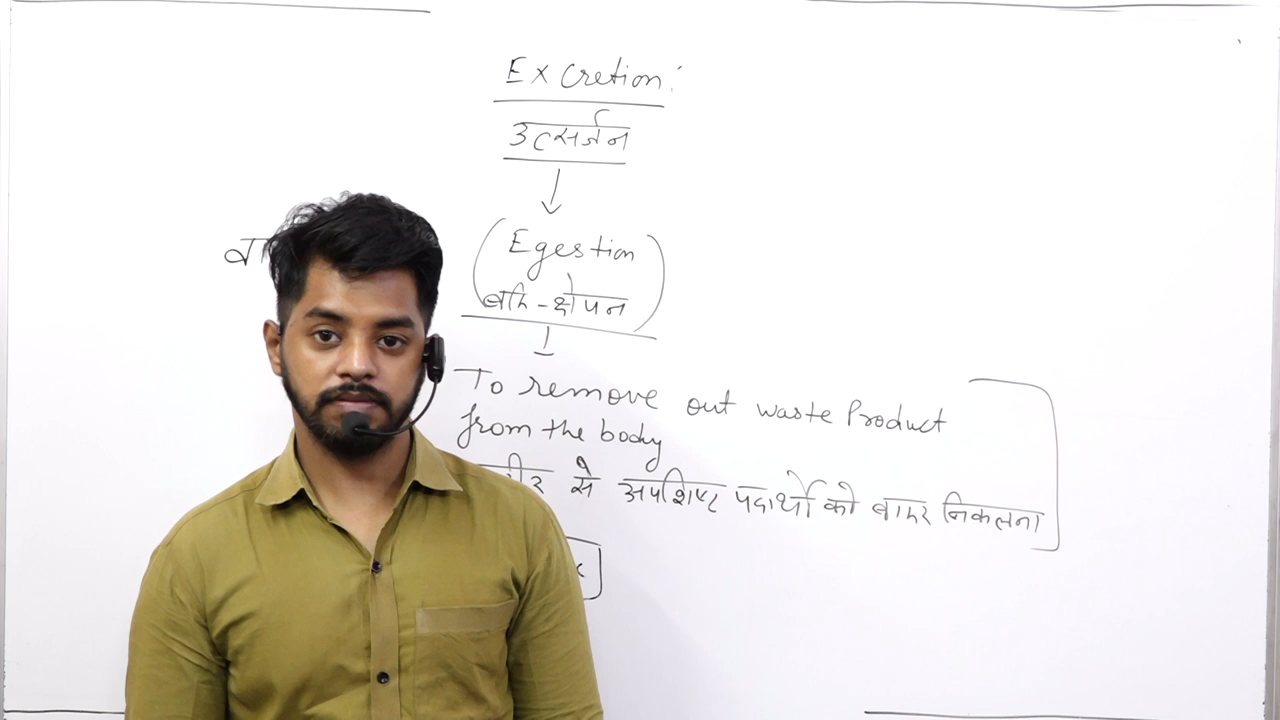 Excretion:
उत्सर्जन
(Egestion
बहि-क्षेपन)
To remove out waste Product
from the body
से अपशिष्ट पदार्थो को बाहर निकलना